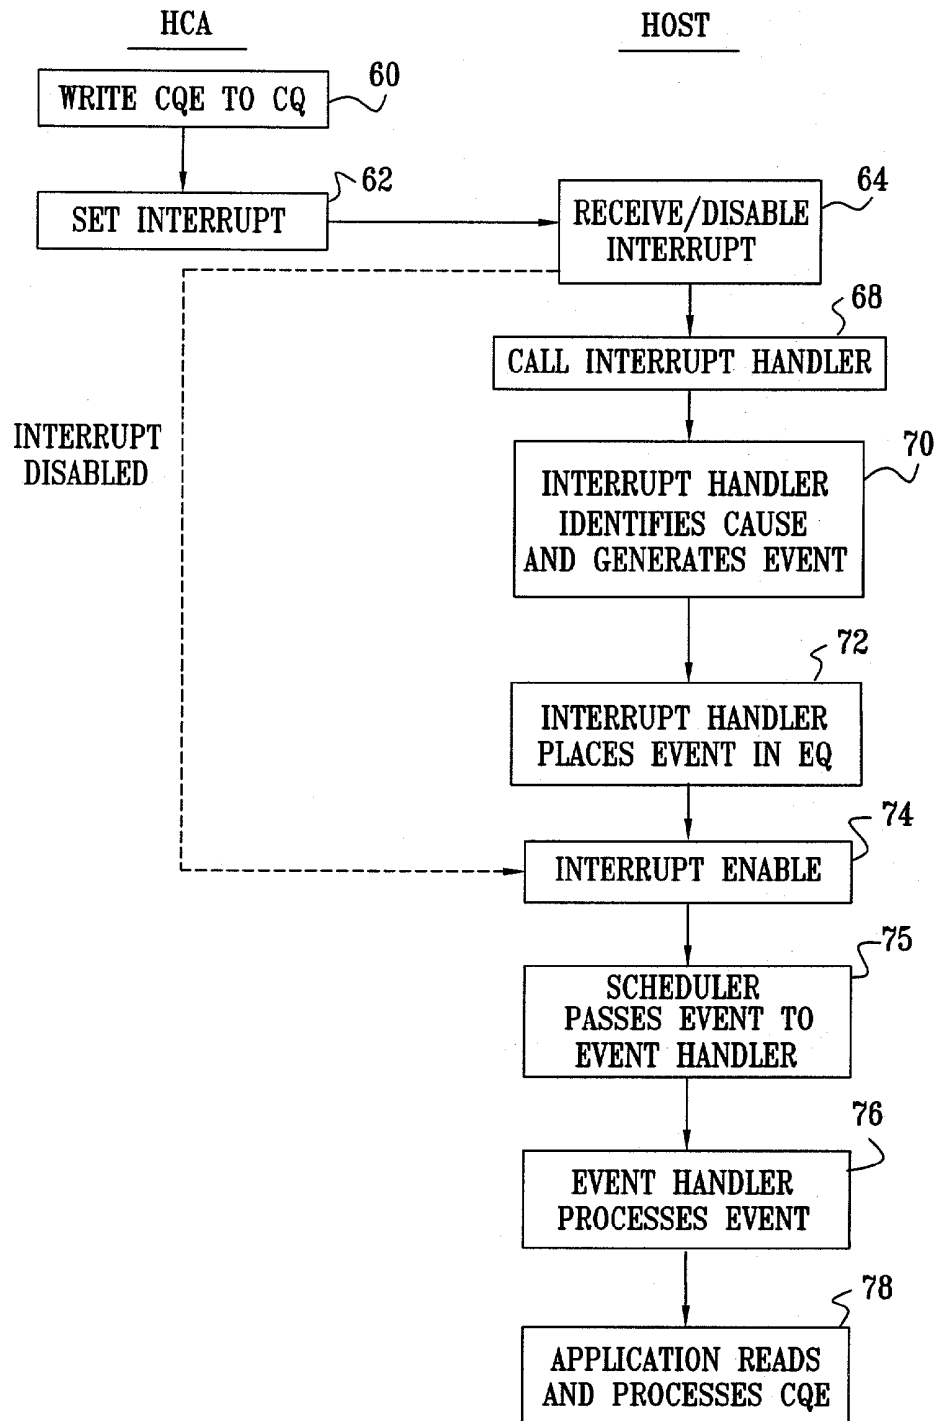 HCA
HOST
60
WRITE CQE TO CQ
62
SET INTERRUPT
64
RECEIVE/DISABLE
INTERRUPT
68
CALL INTERRUPT HANDLER
INTERRUPT
DISABLED
70
INTERRUPT HANDLER
IDENTIFIES CAUSE
AND GENERATES EVENT
72
INTERRUPT HANDLER
PLACES EVENT IN EQ
74
INTERRUPT ENABLE
75
SCHEDULER
PASSES EVENT TO
EVENT HANDLER
76
EVENT HANDLER
PROCESSES EVENT
78
APPLICATION READS
AND PROCESSES CQE